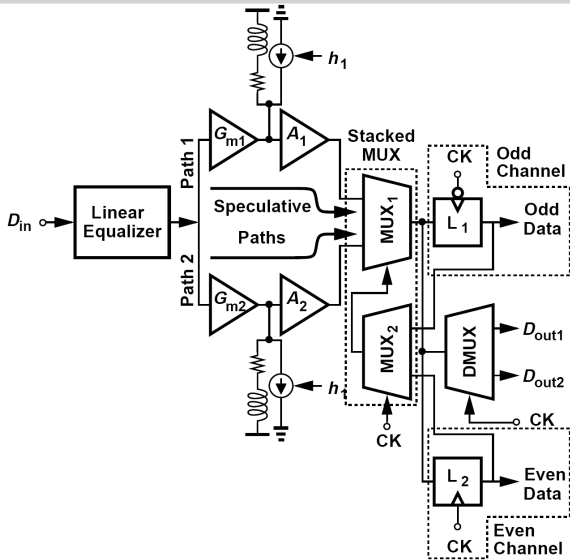 h1
Path 1
Gm1
A1
Stacked
MUX
CK
Odd
Channel
Din
Linear
Equalizer
Speculative
Paths
MUX1
L1
Odd
Data
Path 2
Gm2
A2
MUX2
DMUX
Dout1
Dout2
h1
CK
CK
L2
Even
Data
CK
Even
Channel